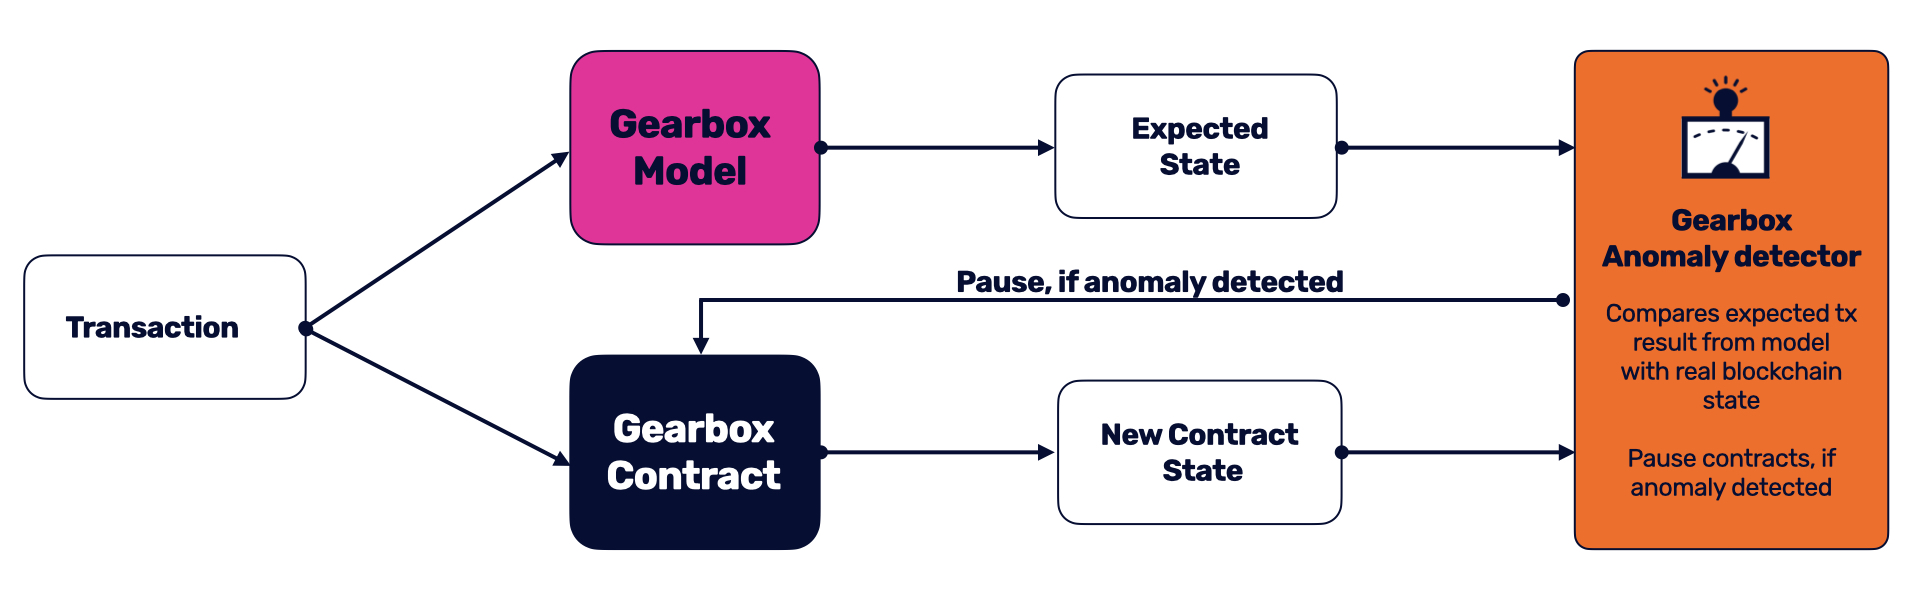 Transaction
Gearbox
Model
Expected
State
Pause, if anomaly detected
Gearbox
Contract
New Contract
State
Gearbox
Anomaly detector
Compares expected tx
result from model
with real blockchain
state
Pause contracts, if
anomaly detected